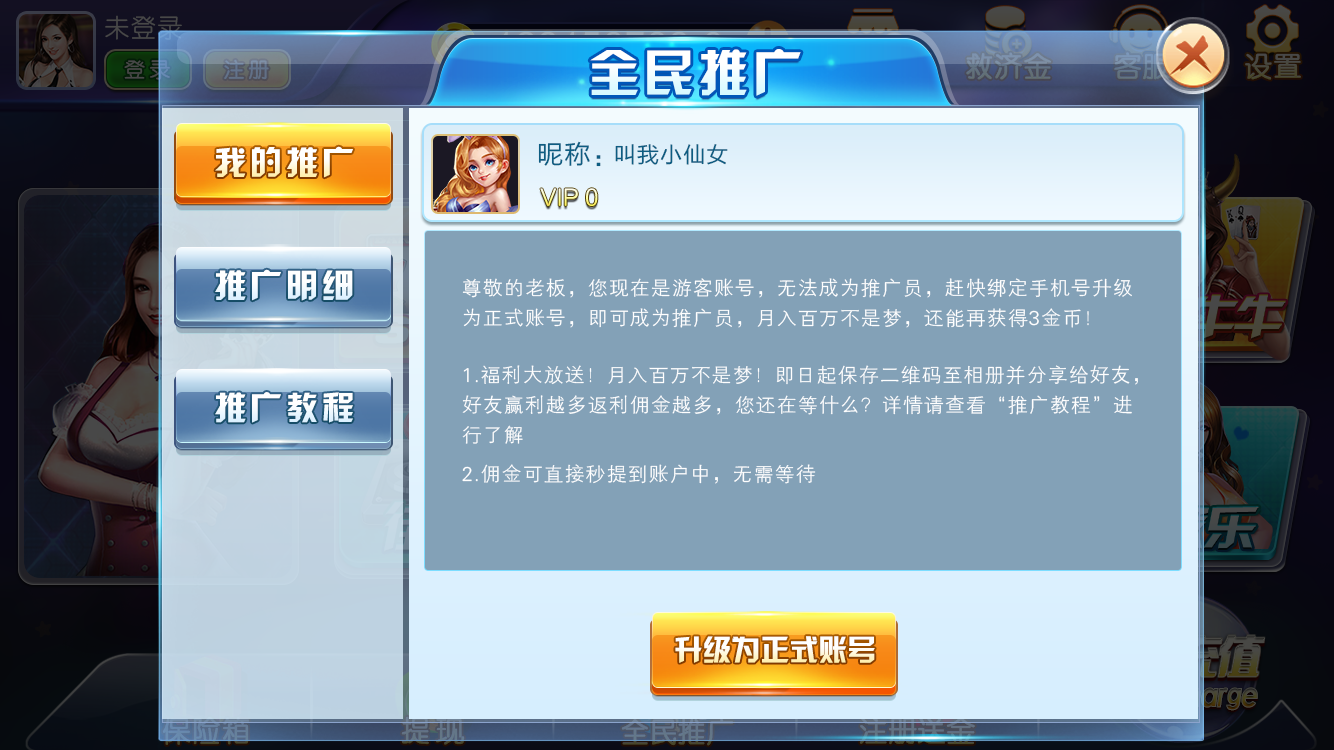 未登录
登录
注册
救济金
客服
设置
全民推广
我的推广
推广明细
推广教程
昵称：叫我小仙女
VIP 0
尊敬的老板，您现在是游客账号，无法成为推广员，赶快绑定手机号升级
为正式账号，即可成为推广员，月入百万不是梦，还能再获得3金币！
1.福利大放送！月入百万不是梦！即日起保存二维码至相册并分享给好友，
好友赢利越多返利佣金越多，您还在等什么？详情请查看“推广教程”进
行了解
2.佣金可直接秒提到账户中，无需等待
升级为正式账号
牛牛
乐
充值
arge
保险箱
提现
全民推广
注册送金